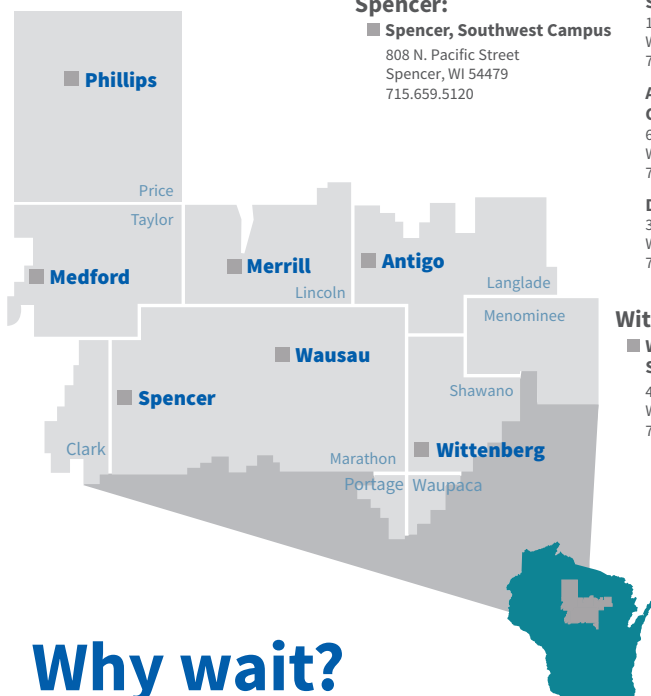 Spencer:
Spencer, Southwest Campus
808 N. Pacific Street
Spencer, WI 54479
715.659.5120
Phillips
Price
Taylor
Medford
Merrill
Lincoln
Antigo
Langlade
Menominee
Wausau
Spencer
Shawano
Clark
Marathon
Wittenberg
Portage
Waupaca
Why wait?